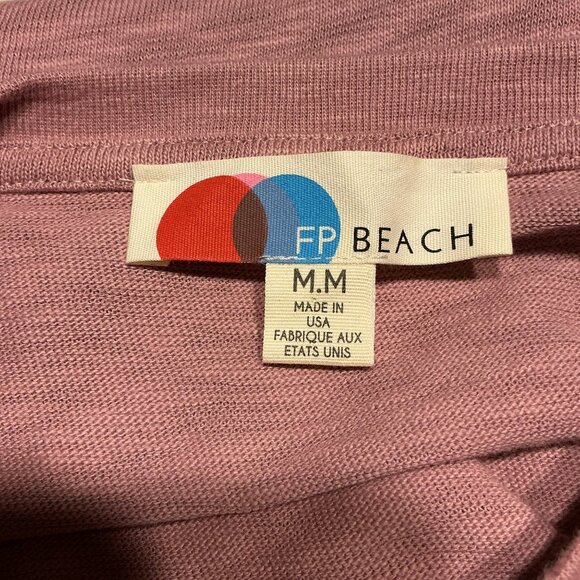 FP BEACH
M.M
MADE IN
USA
FABRIQUE AUX
ETATS UNIS